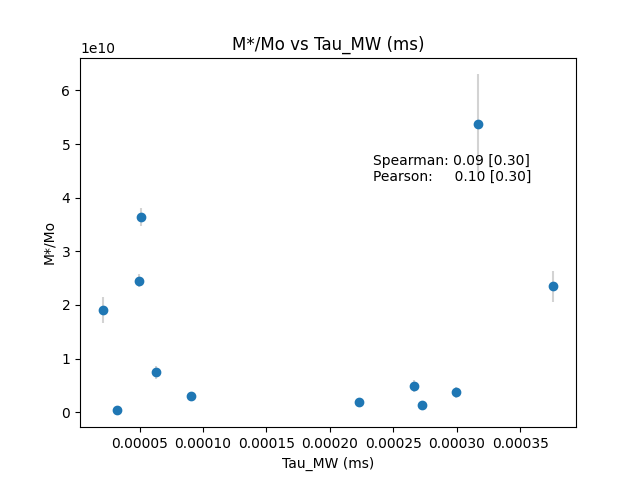 M*/Mo vs Tau_MW (ms)
1e10
6
5
Spearman: 0.09 [0.30]
Pearson: 0.10 [0.30]
4
3
2
1
0
M*/Mo
0.00005 0.00010 0.00015 0.00020 0.00025 0.00030 0.00035
Tau_MW (ms)